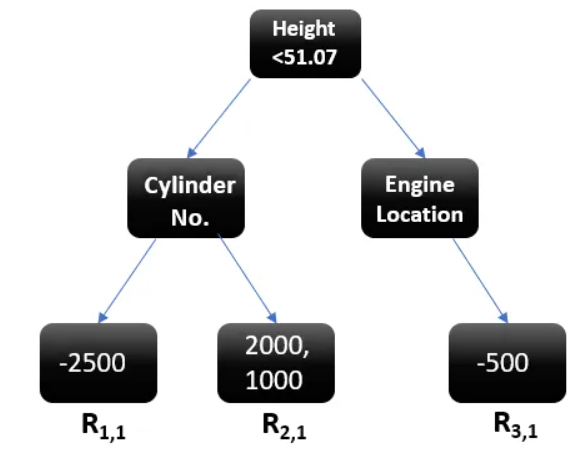 Height
<51.07
Cylinder
No.
Engine
Location
-2500
2000,
1000
-500
R1,1
R2,1
R3,1